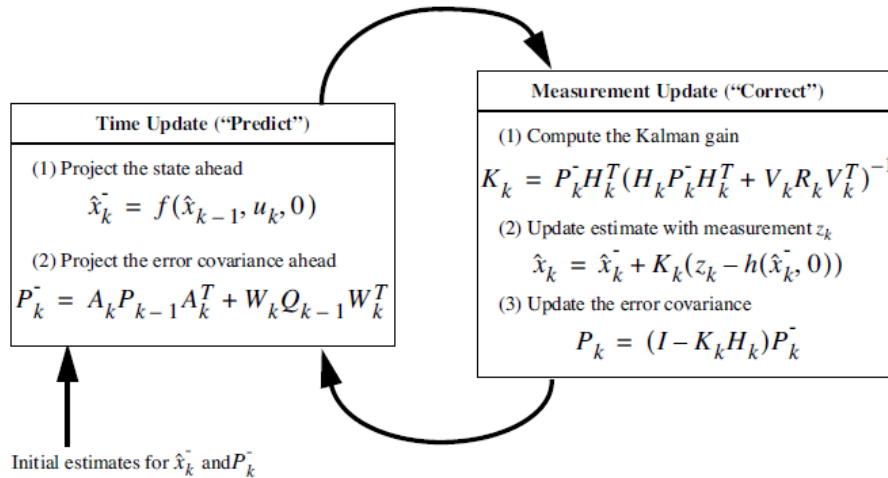 Time Update (“Predict”)
(1) Project the state ahead
x̂ₖ⁻ = f(x̂ₖ₋₁, uₖ, 0)
(2) Project the error covariance ahead
Pₖ⁻ = AₖPₖ₋₁Aₖᵀ + WₖQₖ₋₁Wₖᵀ
Initial estimates for x̂ₖ⁻ and Pₖ⁻
Measurement Update (“Correct”)
(1) Compute the Kalman gain
Kₖ = Pₖ⁻Hₖᵀ(HₖPₖ⁻Hₖᵀ + VₖRₖVₖᵀ)⁻¹
(2) Update estimate with measurement zₖ
x̂ₖ = x̂ₖ⁻ + Kₖ(zₖ – h(x̂ₖ⁻, 0))
(3) Update the error covariance
Pₖ = (I – KₖHₖ)Pₖ⁻